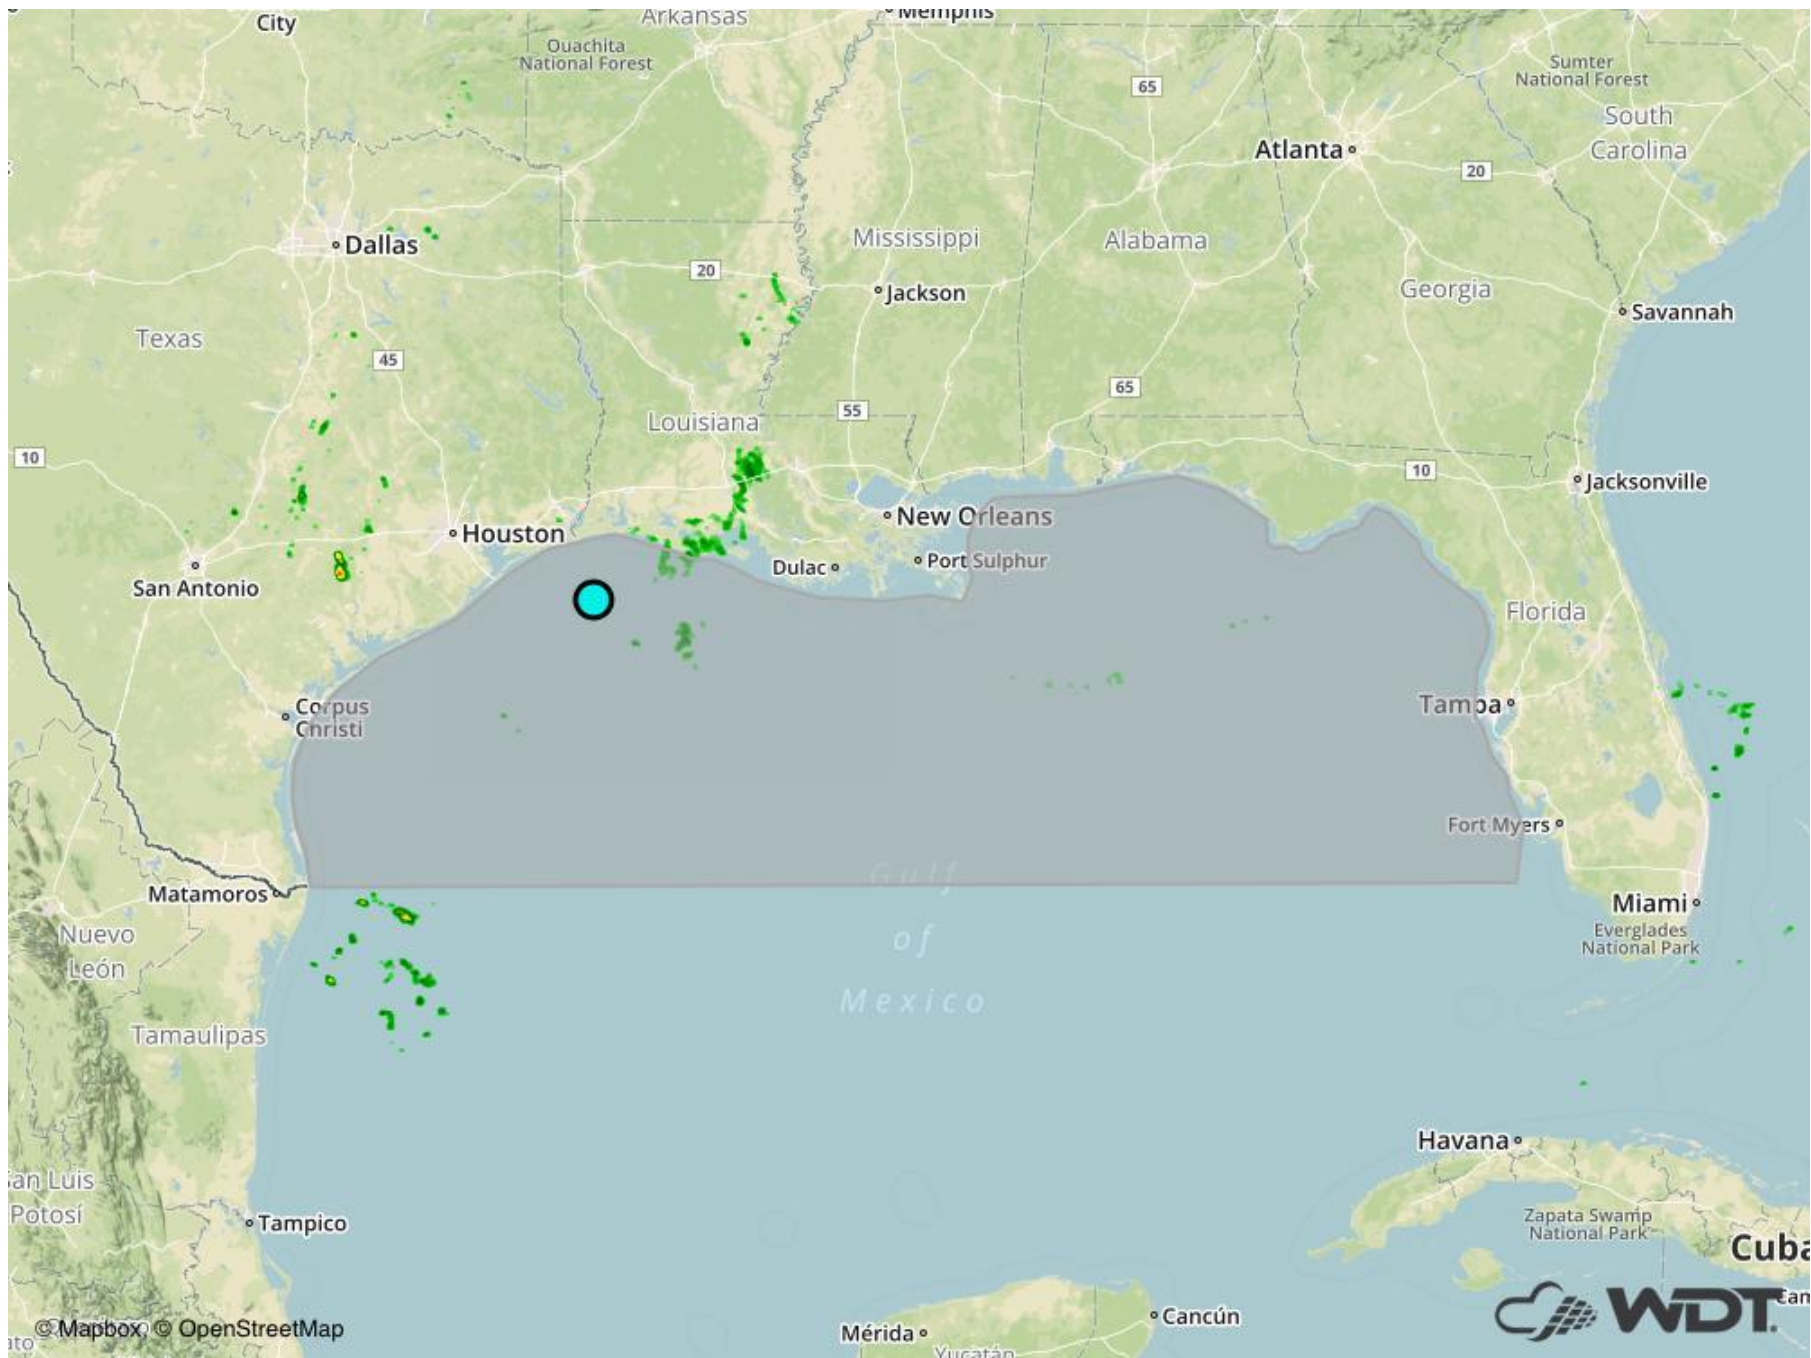 City
Arkansas
Memphis
Ouachita
National Forest
Sumter
National Forest
65
South
Carolina
Atlanta
20
Dallas
Mississippi
Alabama
20
Jackson
Georgia
Savannah
Texas
45
65
Louisiana
55
10
10
Jacksonville
Houston
New Orleans
San Antonio
Dulac
Port Sulphur
Florida
Corpus
Christi
Tampa
Fort Myers
Gulf
of
Mexico
Matamoros
Miami
Everglades
National Park
Nuevo
León
Tamaulipas
Havana
San Luis
Potosí
Tampico
Zapata Swamp
National Park
Cuba
Cam
WDT
© Mapbox, © OpenStreetMap
Cancún
Mérida
Yucatán